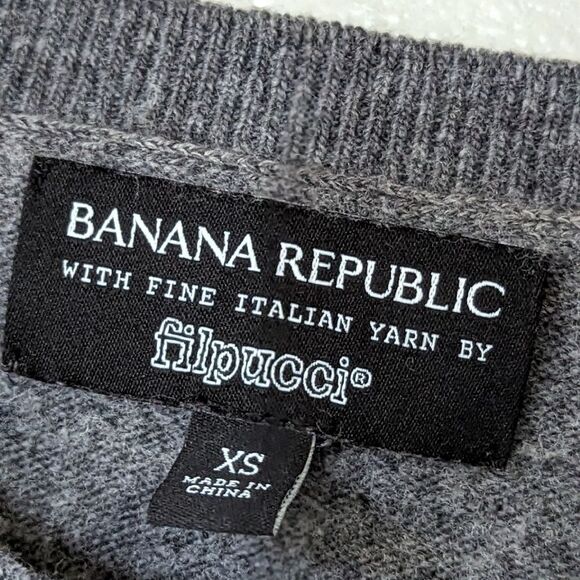 BANANA REPUBLIC
WITH FINE ITALIAN YARN BY
filpucci®
XS
MADE IN
CHINA